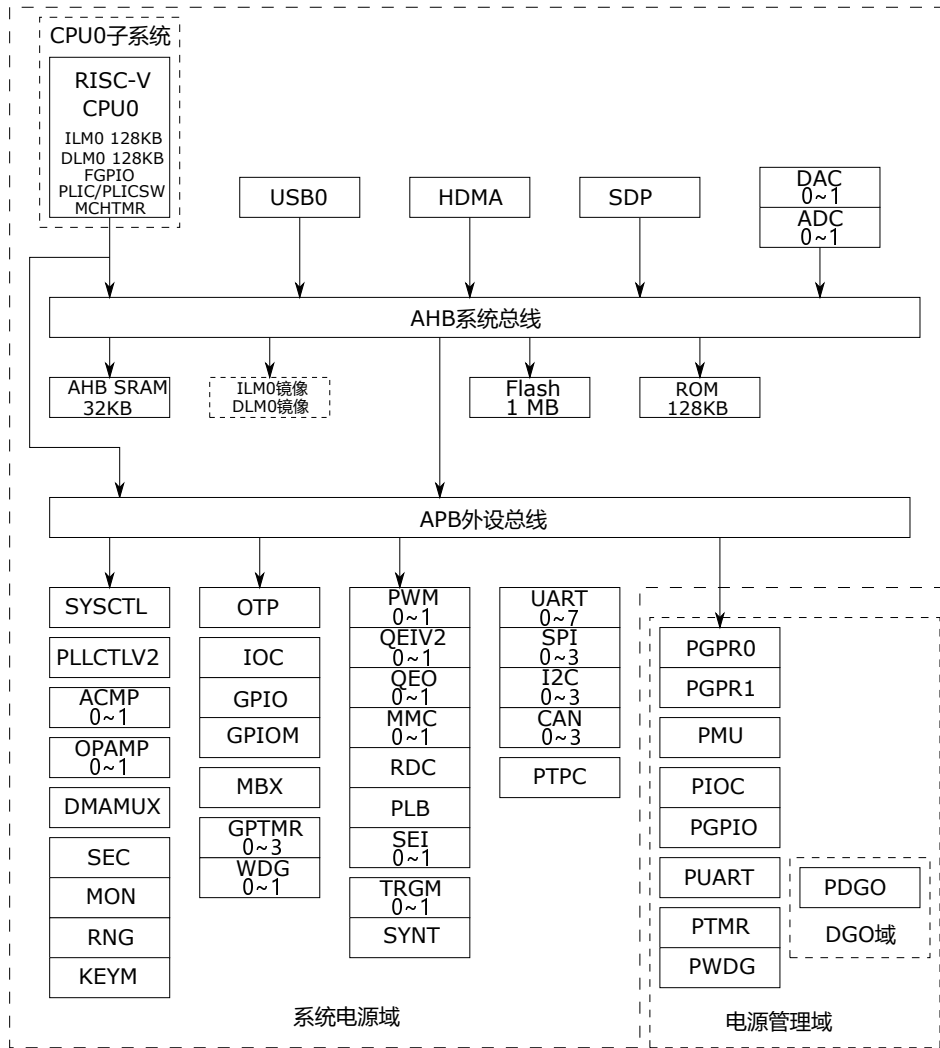 CPU0子系统
RISC-V
CPU0
ILM0 128KB
DLM0 128KB
FGPIO
PLIC/PLICSW
MCHTMR
USB0
HDMA
SDP
DAC
0~1
ADC
0~1
AHB系统总线
AHB SRAM
32KB
ILM0镜像
DLM0镜像
Flash
1 MB
ROM
128KB
APB外设总线
SYSCTL
PLLCTLV2
ACMP
0~1
OPAMP
0~1
DMAMUX
SEC
MON
RNG
KEYM
OTP
IOC
GPIO
GPIOM
MBX
GPTMR
0~3
WDG
0~1
PWM
0~1
QEIV2
0~1
QEO
0~1
MMC
0~1
RDC
PLB
SEI
0~1
TRGM
0~1
SYNT
UART
0~7
SPI
0~3
I2C
0~3
CAN
0~3
PTPC
PGPR0
PGPR1
PMU
PIOC
PGPIO
PUART
PTMR
PWDG
PDGO
DGO域
系统电源域
电源管理域